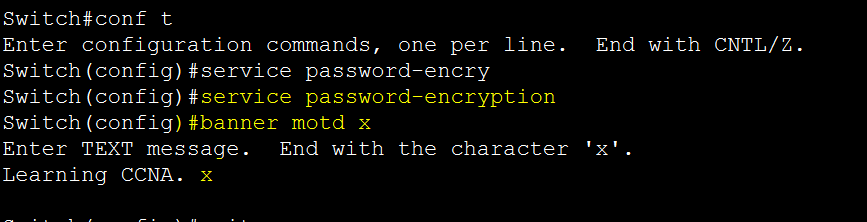 Switch#conf t
Enter configuration commands, one per line.  End with CNTL/Z.
Switch(config)#service password-encry
Switch(config)#service password-encryption
Switch(config)#banner motd x
Enter TEXT message.  End with the character 'x'.
Learning CCNA. x